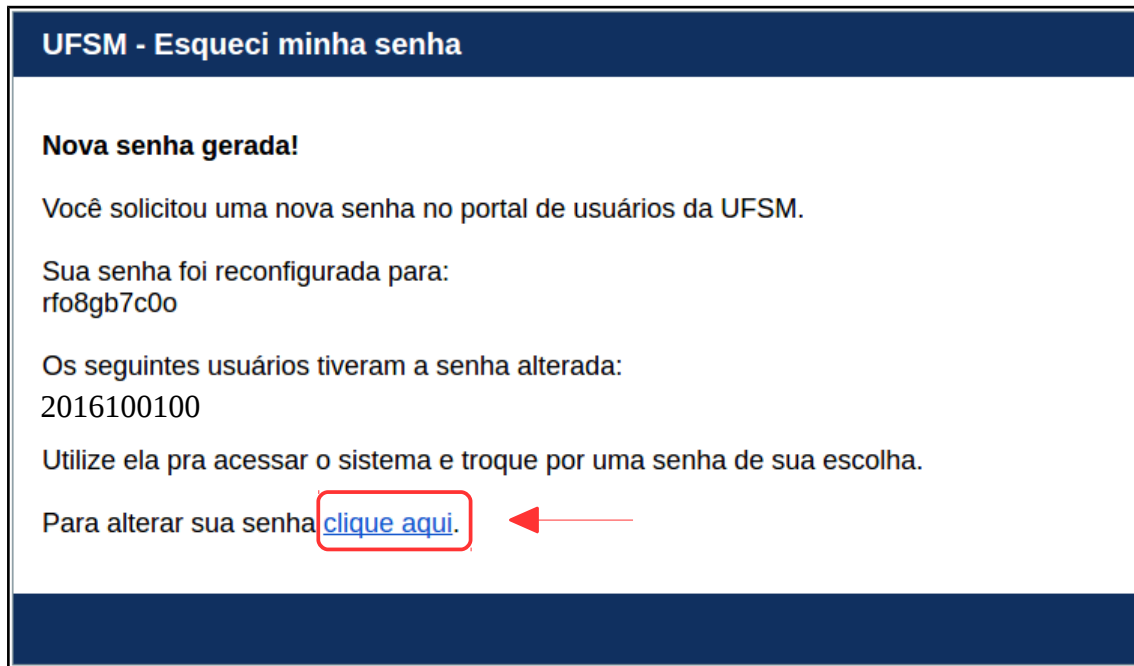 UFSM - Esqueci minha senha
Nova senha gerada!
Você solicitou uma nova senha no portal de usuários da UFSM.
Sua senha foi reconfigurada para:
rfo8gb7c0o
Os seguintes usuários tiveram a senha alterada:
2016100100
Utilize ela pra acessar o sistema e troque por uma senha de sua escolha.
Para alterar sua senha clique aqui.